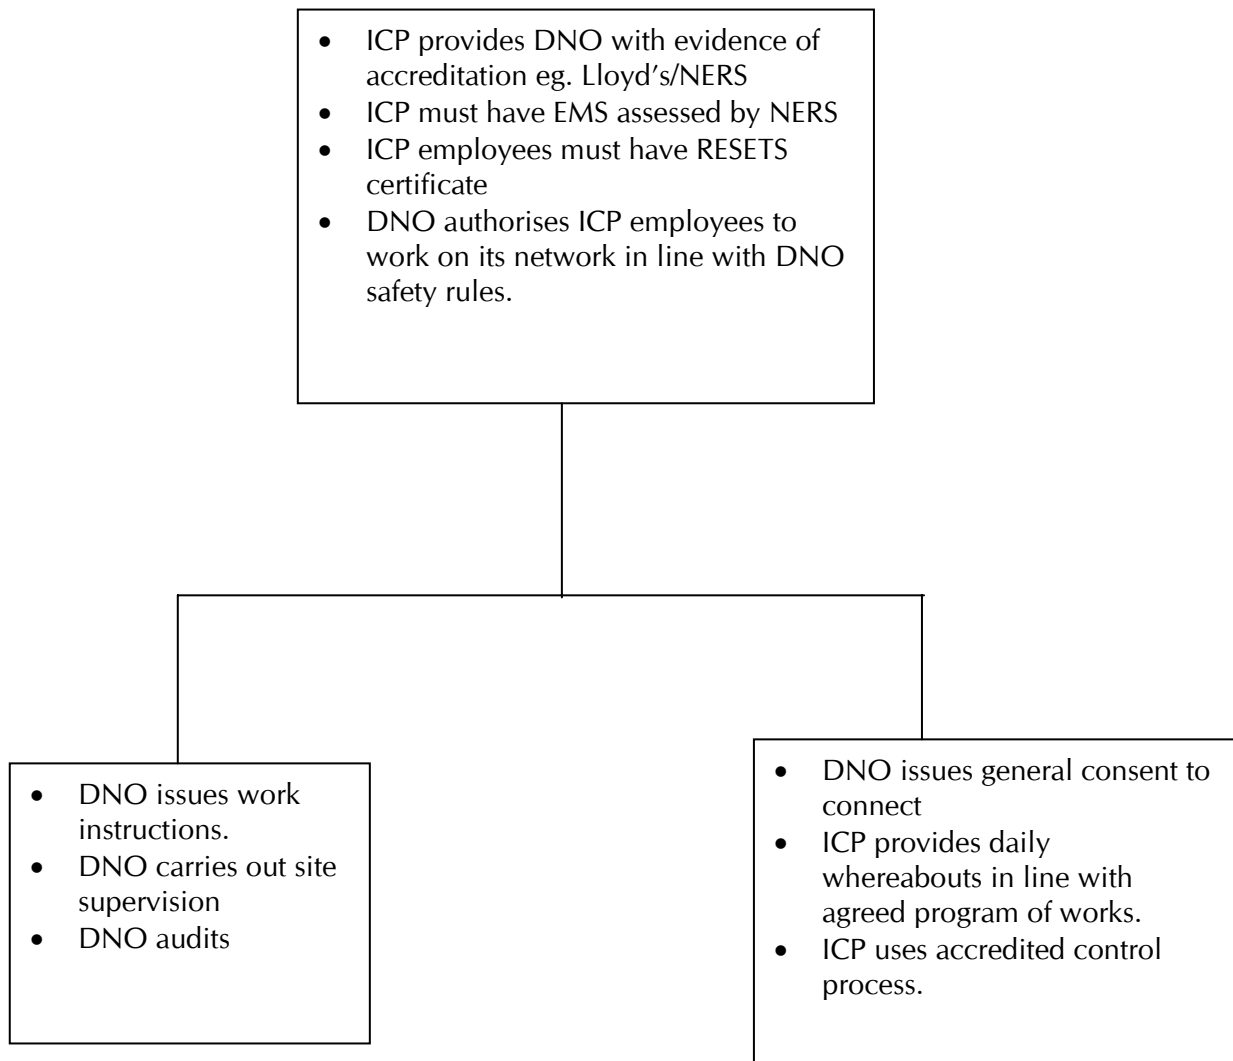 • ICP provides DNO with evidence of
accreditation eg. Lloyd's/NERS
• ICP must have EMS assessed by NERS
• ICP employees must have RESETS
certificate
• DNO authorises ICP employees to
work on its network in line with DNO
safety rules.
• DNO issues work
instructions.
• DNO carries out site
supervision
• DNO audits
• DNO issues general consent to
connect
• ICP provides daily
whereabouts in line with
agreed program of works.
• ICP uses accredited control
process.